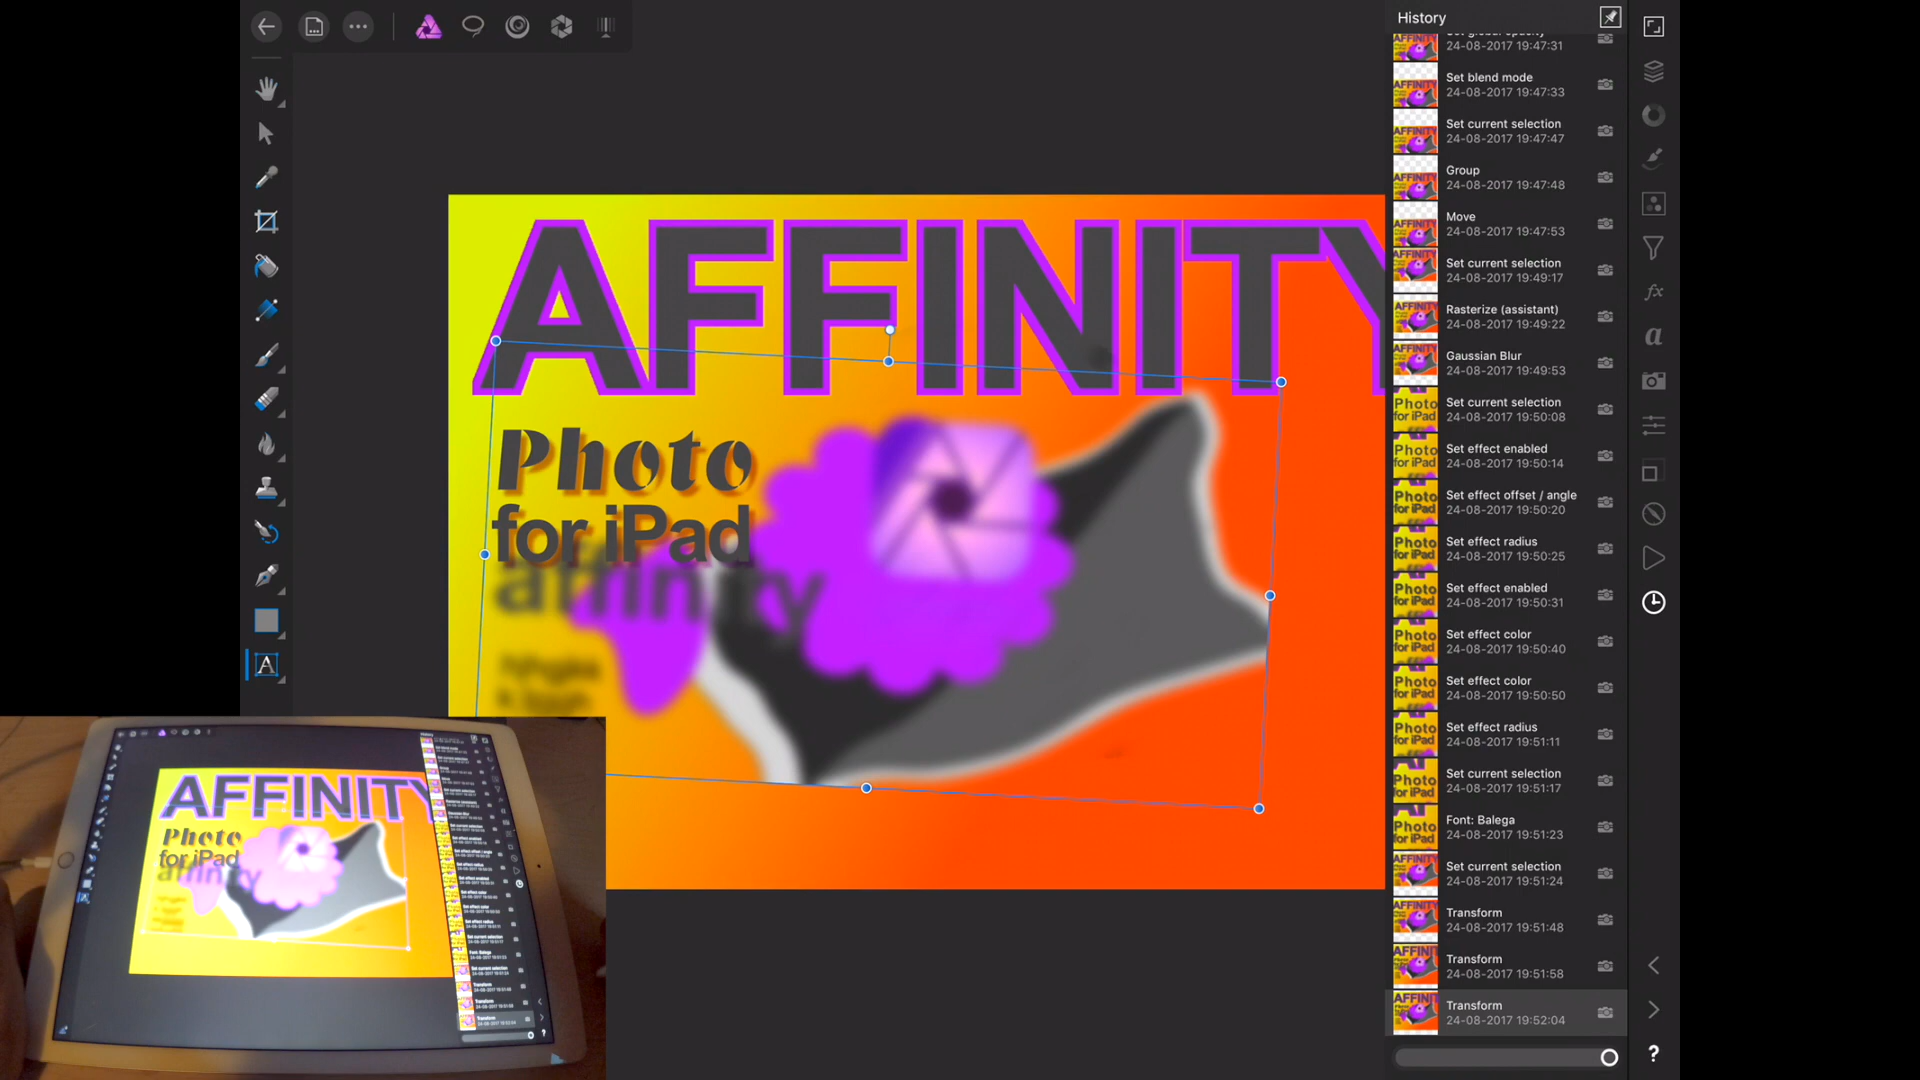 History
24-08-2017 19:47:31
Set blend mode
24-08-2017 19:47:33
Set current selection
24-08-2017 19:47:47
Group
24-08-2017 19:47:48
Move
24-08-2017 19:47:53
Set current selection
24-08-2017 19:49:17
Rasterize (assistant)
24-08-2017 19:49:22
Gaussian Blur
24-08-2017 19:49:53
Set current selection
24-08-2017 19:50:08
Set effect enabled
24-08-2017 19:50:14
Set effect offset / angle
24-08-2017 19:50:20
Set effect radius
24-08-2017 19:50:25
Set effect enabled
24-08-2017 19:50:31
Set effect color
24-08-2017 19:50:40
Set effect color
24-08-2017 19:50:50
Set effect radius
24-08-2017 19:51:11
Set current selection
24-08-2017 19:51:17
Font: Balega
24-08-2017 19:51:23
Set current selection
24-08-2017 19:51:24
Transform
24-08-2017 19:51:48
Transform
24-08-2017 19:51:58
Transform
24-08-2017 19:52:04
AFFINITY
Photo
for iPad
affinity
AFFINITY
Photo
for iPad
affinity